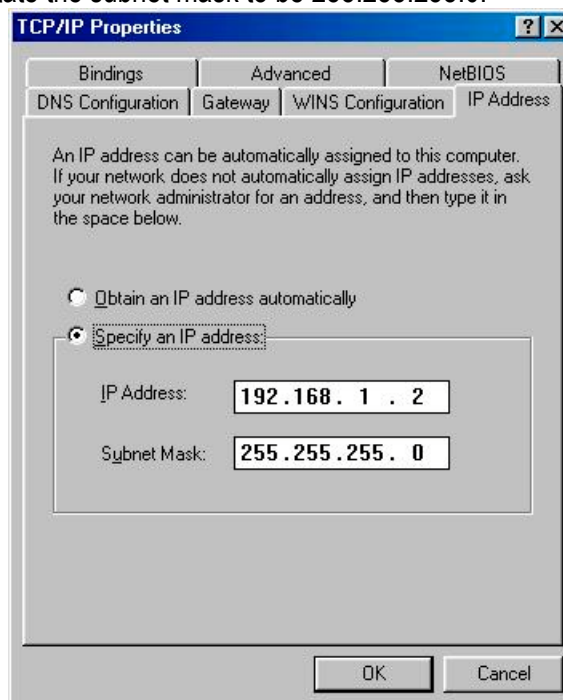 the subnet mask to be 255.255.255.0.
TCP/IP Properties
? X
Bindings Advanced NetBIOS
DNS Configuration Gateway WINS Configuration IP Address
An IP address can be automatically assigned to this computer.
If your network does not automatically assign IP addresses, ask
your network administrator for an address, and then type it in
the space below.
Obtain an IP address automatically
Specify an IP address:
IP Address: 192.168. 1 . 2
Subnet Mask: 255.255.255. 0
OK Cancel